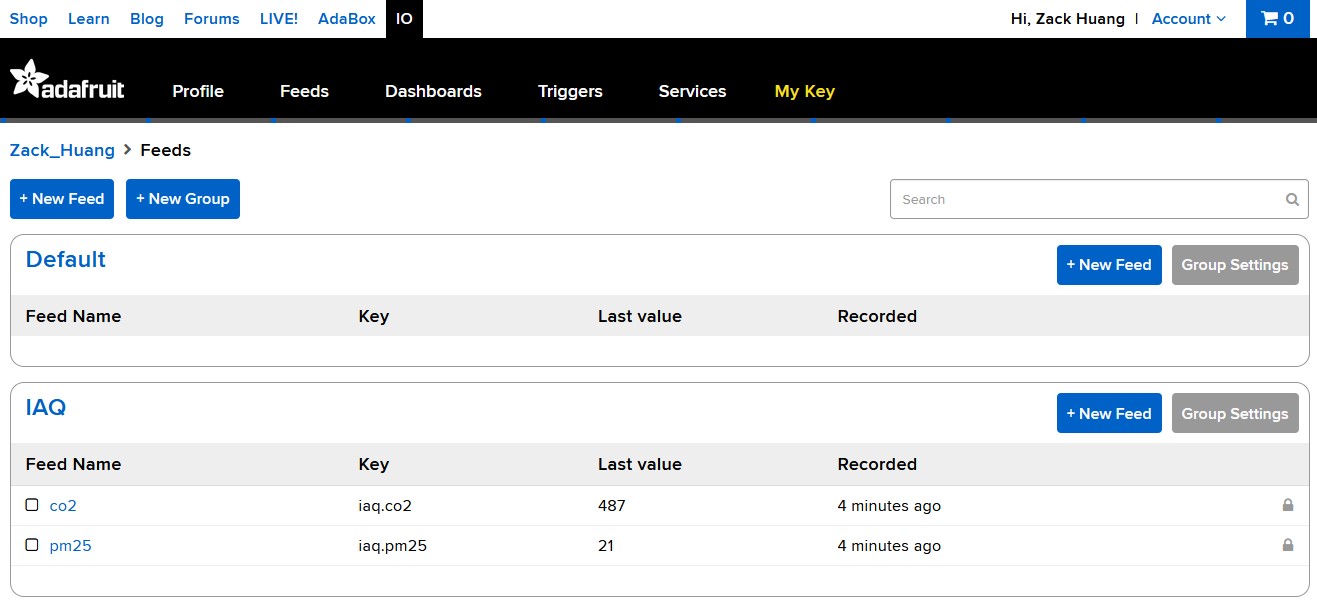 Shop Learn Blog Forums LIVE! AdaBox IO Hi, Zack Huang | Account 0
adafruit Profile Feeds Dashboards Triggers Services My Key
Zack_Huang > Feeds
+ New Feed + New Group Search
Default + New Feed Group Settings
Feed Name Key Last value Recorded
IAQ + New Feed Group Settings
Feed Name Key Last value Recorded
co2 iaq.co2 487 4 minutes ago
pm25 iaq.pm25 21 4 minutes ago